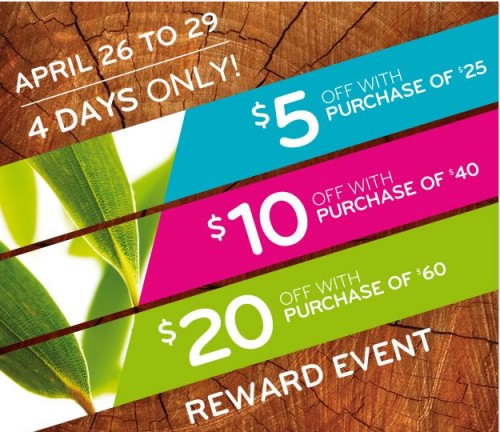 APRIL 26 TO 29
4 DAYS ONLY!
$5 OFF WITH
PURCHASE OF $25
$10 OFF WITH
PURCHASE OF $40
$20 OFF WITH
PURCHASE OF $60
REWARD EVENT